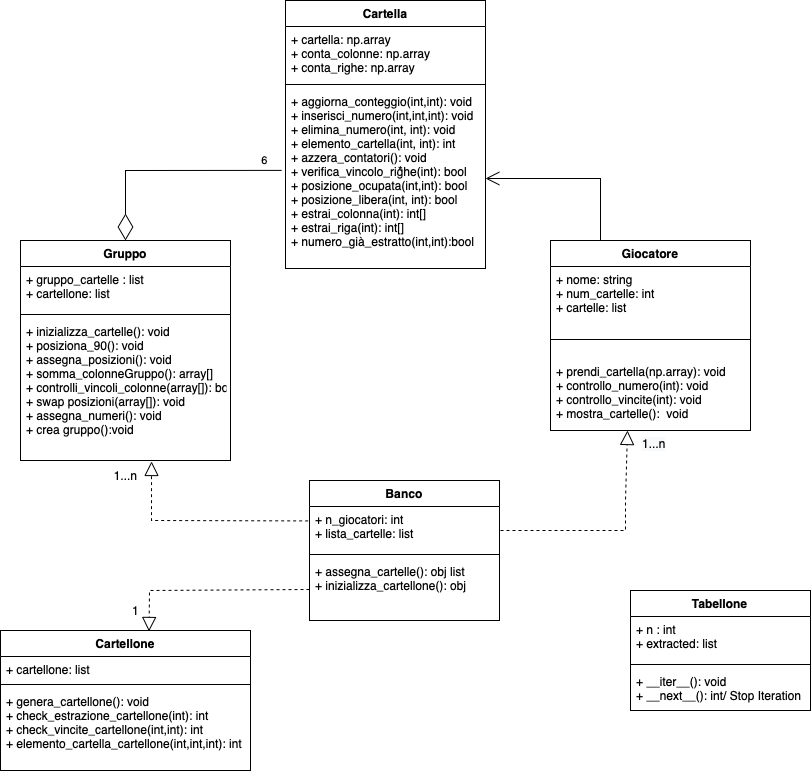 Cartella
+ cartella: np.array
+ conta_colonne: np.array
+ conta_righe: np.array
+ aggiorna_conteggio(int,int): void
+ inserisci_numero(int,int,int): void
+ elimina_numero(int, int): void
+ elemento_cartella(int, int): int
+ azzera_contatori(): void
+ verifica_vincolo_righe(int): bool
+ posizione_ocupata(int,int): bool
+ posizione_libera(int, int): bool
+ estrai_colonna(int): int[]
+ estrai_riga(int): int[]
+ numero_già_estratto(int,int):bool
6
Gruppo
+ gruppo_cartelle : list
+ cartellone: list
+ inizializza_cartelle(): void
+ posiziona_90(): void
+ assegna_posizioni(): void
+ somma_colonneGruppo(): array[]
+ controlli_vincoli_colonne(array[]): bo
+ swap posizioni(array[]): void
+ assegna_numeri(): void
+ crea gruppo():void
Giocatore
+ nome: string
+ num_cartelle: int
+ cartelle: list
+ prendi_cartella(np.array): void
+ controllo_numero(int): void
+ controllo_vincite(int): void
+ mostra_cartelle(): void
1...n
1...n
Banco
+ n_giocatori: int
+ lista_cartelle: list
+ assegna_cartelle(): obj list
+ inizializza_cartellone(): obj
1
Cartellone
+ cartellone: list
+ genera_cartellone(): void
+ check_estrazione_cartellone(int): int
+ check_vincite_cartellone(int,int): int
+ elemento_cartella_cartellone(int,int,int): int
Tabellone
+ n : int
+ extracted: list
+ __iter__(): void
+ __next__(): int/ Stop Iteration